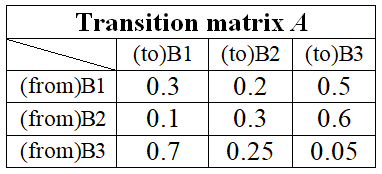 Transition matrix A
(to)B1 (to)B2 (to)B3
(from)B1 0.3 0.2 0.5
(from)B2 0.1 0.3 0.6
(from)B3 0.7 0.25 0.05